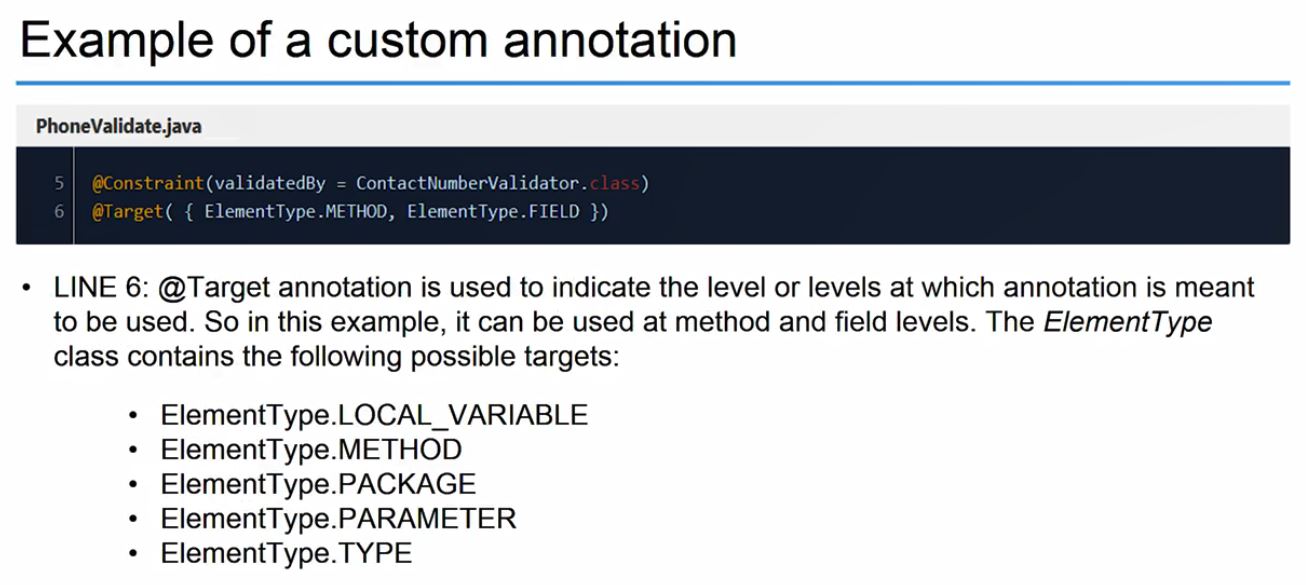 Example of a custom annotation
PhoneValidate.java
5 @Constraint(validatedBy = ContactNumberValidator.class)
6 @Target( { ElementType.METHOD, ElementType.FIELD })
• LINE 6: @Target annotation is used to indicate the level or levels at which annotation is meant
to be used. So in this example, it can be used at method and field levels. The ElementType
class contains the following possible targets:
• ElementType.LOCAL_VARIABLE
• ElementType.METHOD
• ElementType.PACKAGE
• ElementType.PARAMETER
• ElementType.TYPE